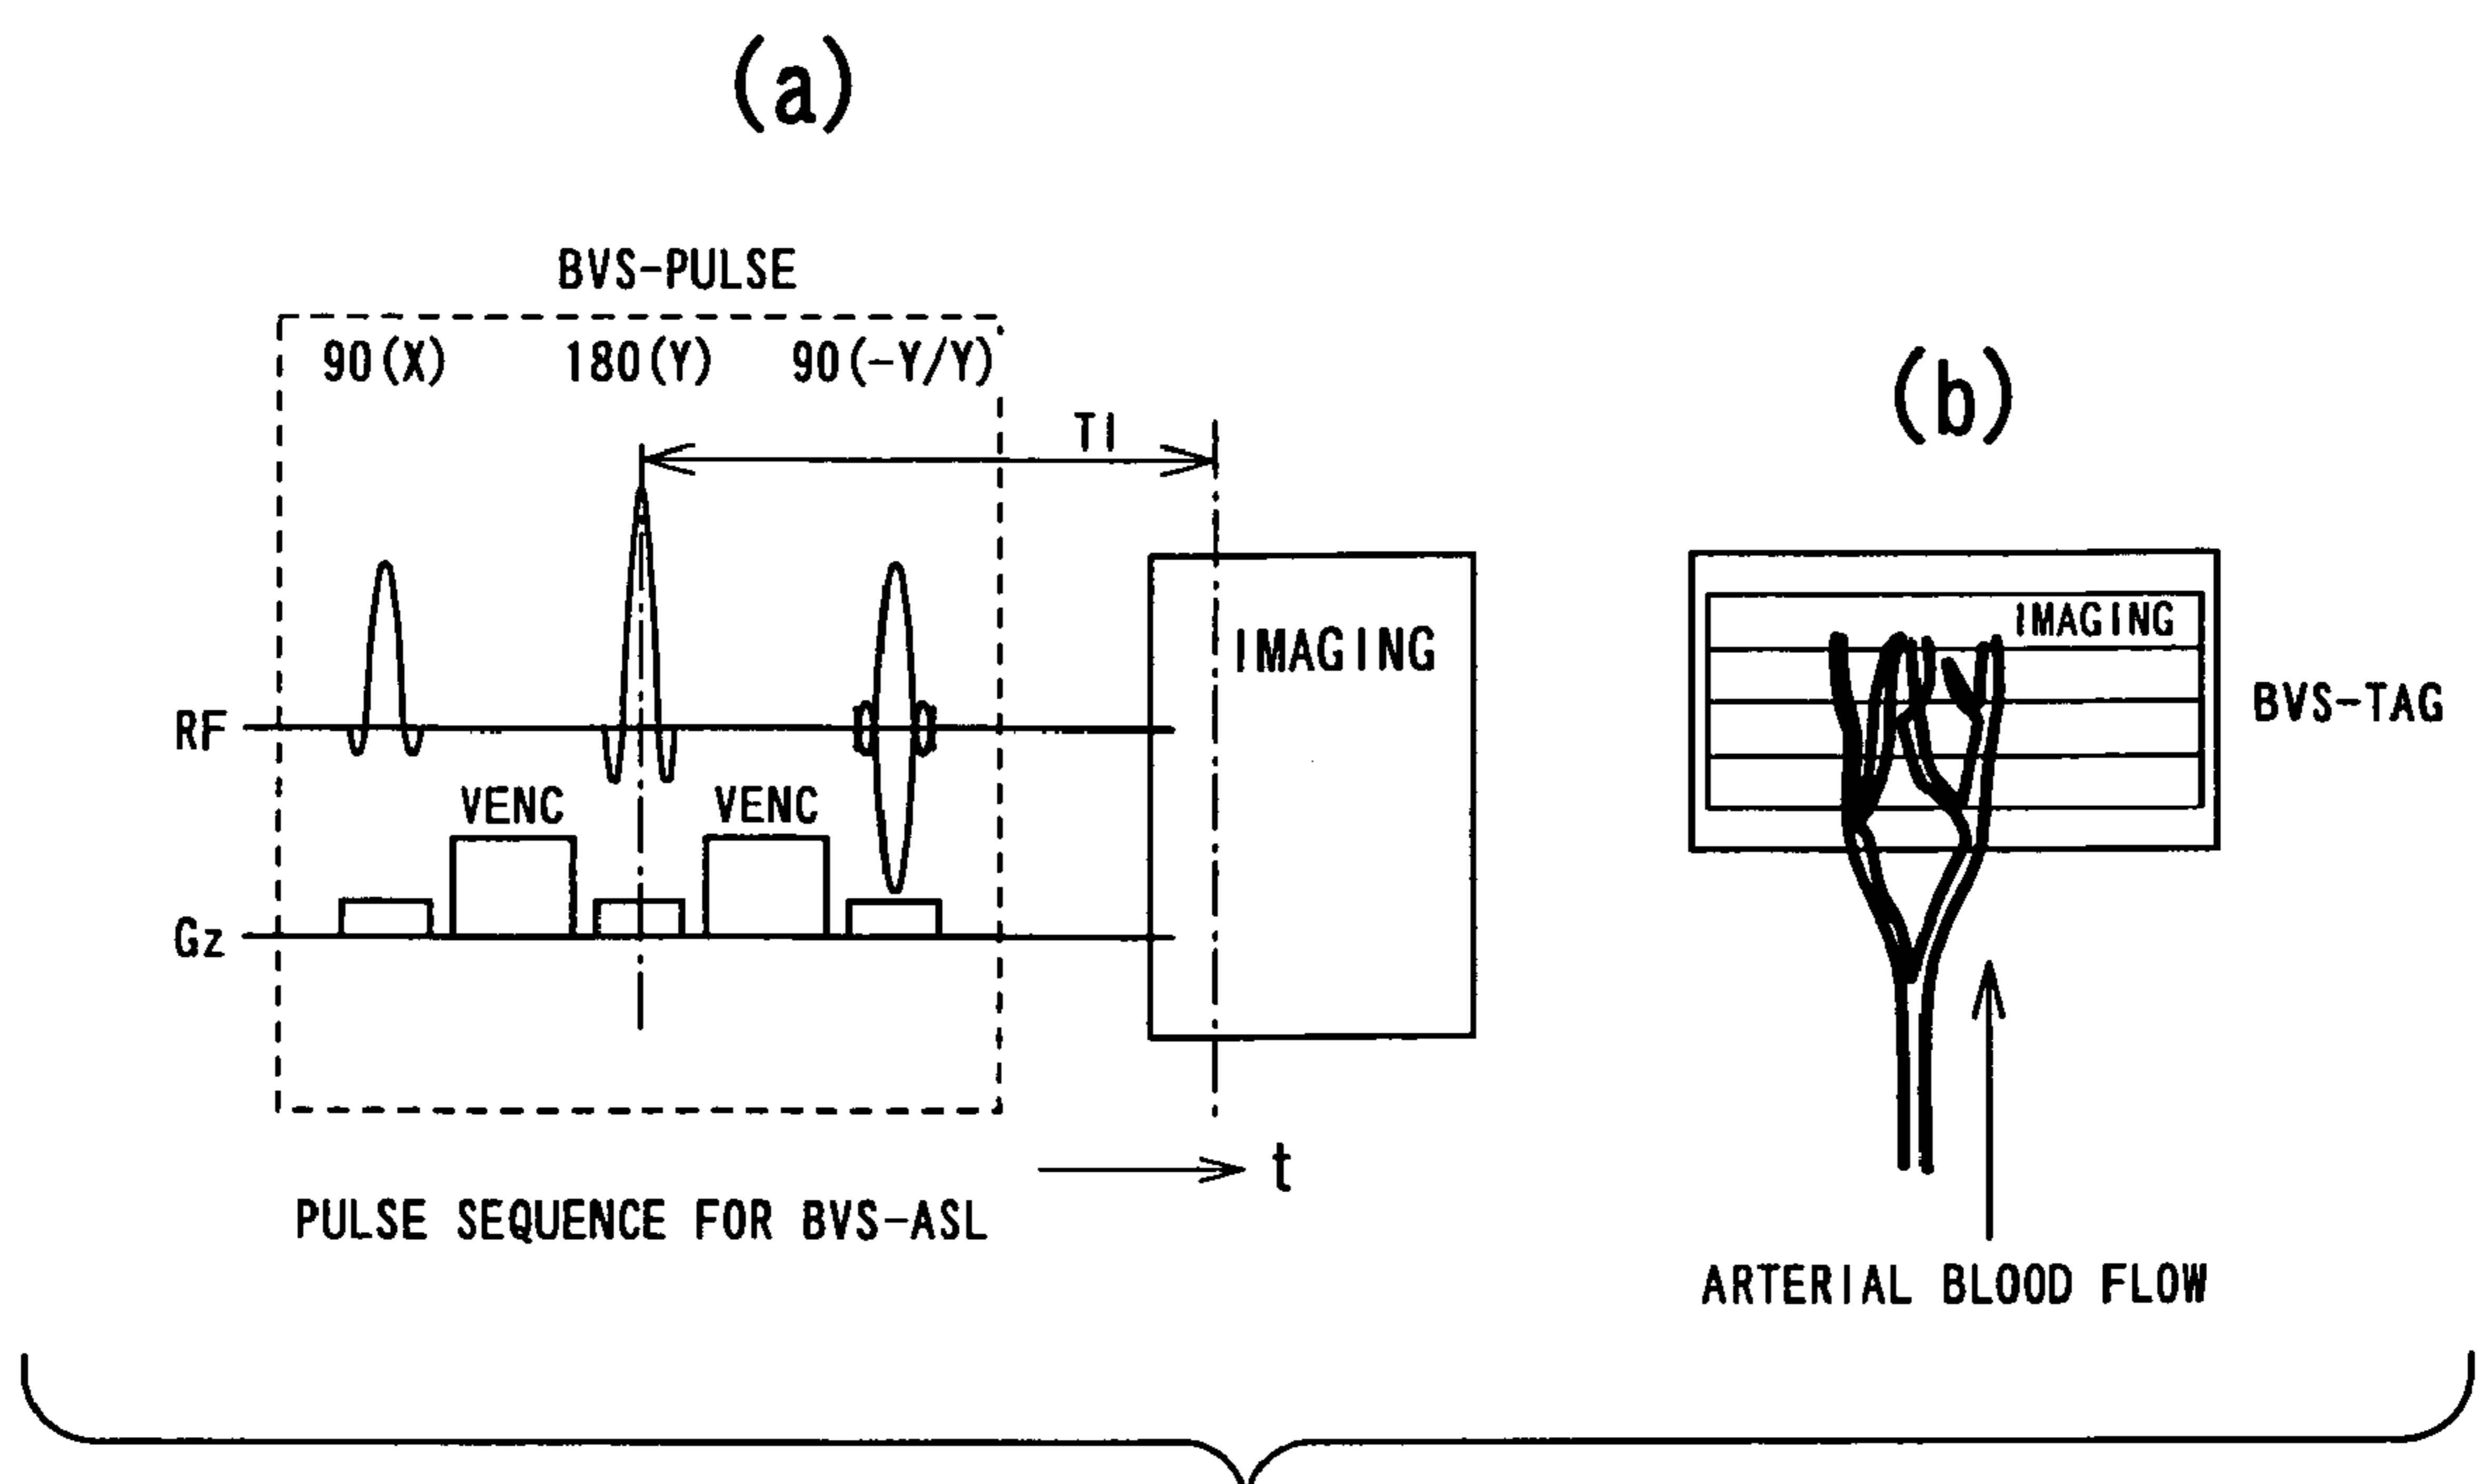 (a)
BVS-PULSE
90(X) 180(Y) 90(-Y/Y)
TI
(b)
IMAGING
IMAGING
BVS-TAG
RF
VENC VENC
Gz
t
PULSE SEQUENCE FOR BVS-ASL
ARTERIAL BLOOD FLOW